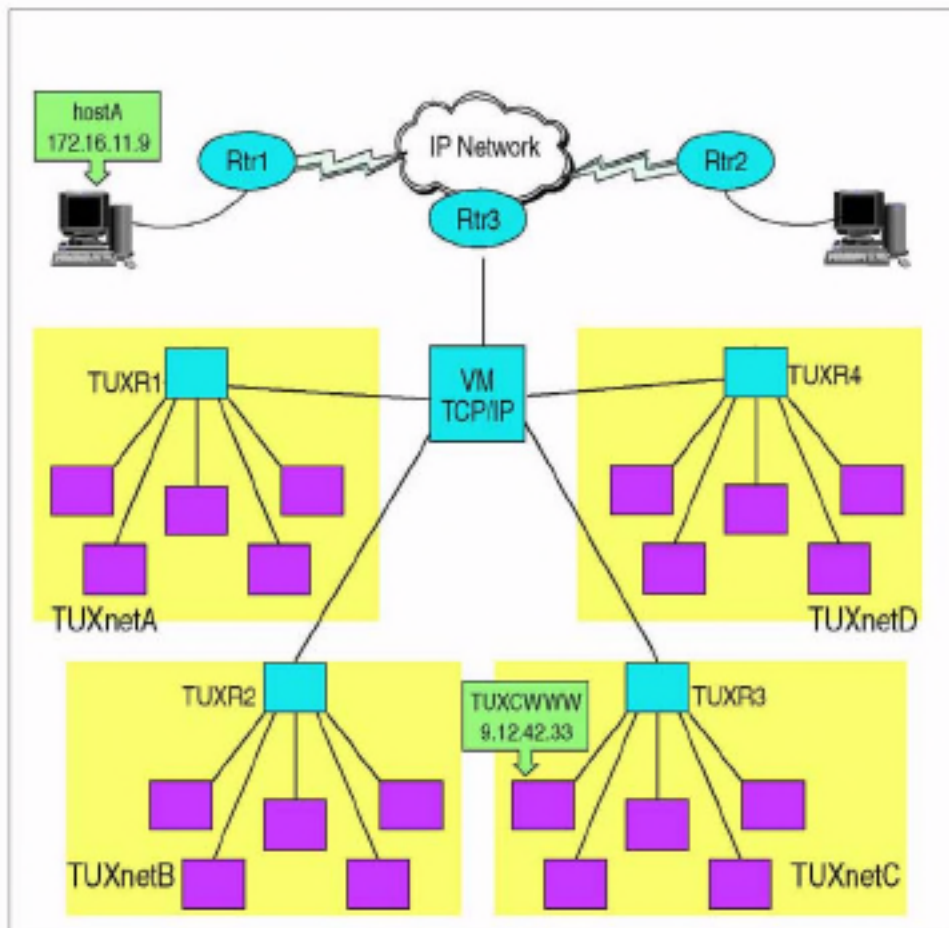 hostA
172.16.11.9
Rtr1
IP Network
Rtr2
Rtr3
TUXR1
VM
TCP/IP
TUXR4
TUXnetA
TUXnetD
TUXR2
TUXCWWW
9.12.42.33
TUXR3
TUXnetB
TUXnetC